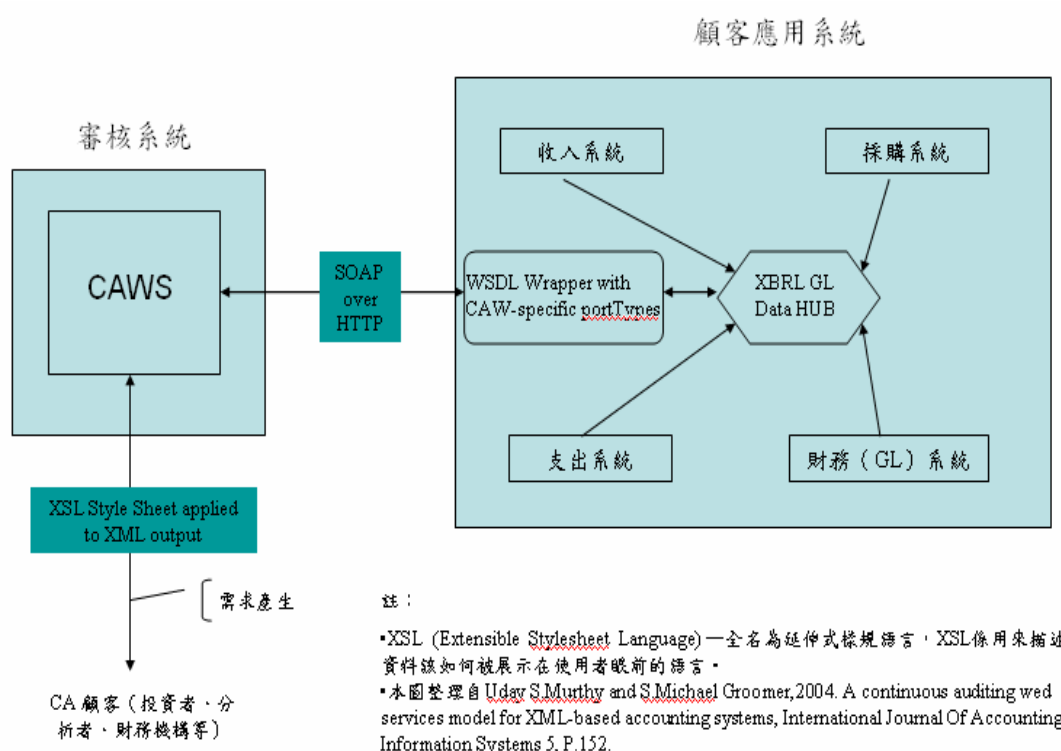 顧客應用系統
審核系統
收入系統
採購系統
CAWS
SOAP
over
HTTP
WSDL Wrapper with
CAW-specific portTypes
XBRL GL
Data HUB
支出系統
財務（GL）系統
XSL Style Sheet applied
to XML output
需求產生
CA 顧客（投資者、分
析者、財務機構等）
註：
▪XSL (Extensible Stylesheet Language) —全名為延伸式樣規語言，XSL係用來描述
資料該如何被展示在使用者眼前的語言。
▪本圖整理自 Uday S.Murthy and S.Michael Groomer,2004. A continuous auditing wed
services model for XML-based accounting systems, International Journal Of Accounting
Information Systems 5, P.152.